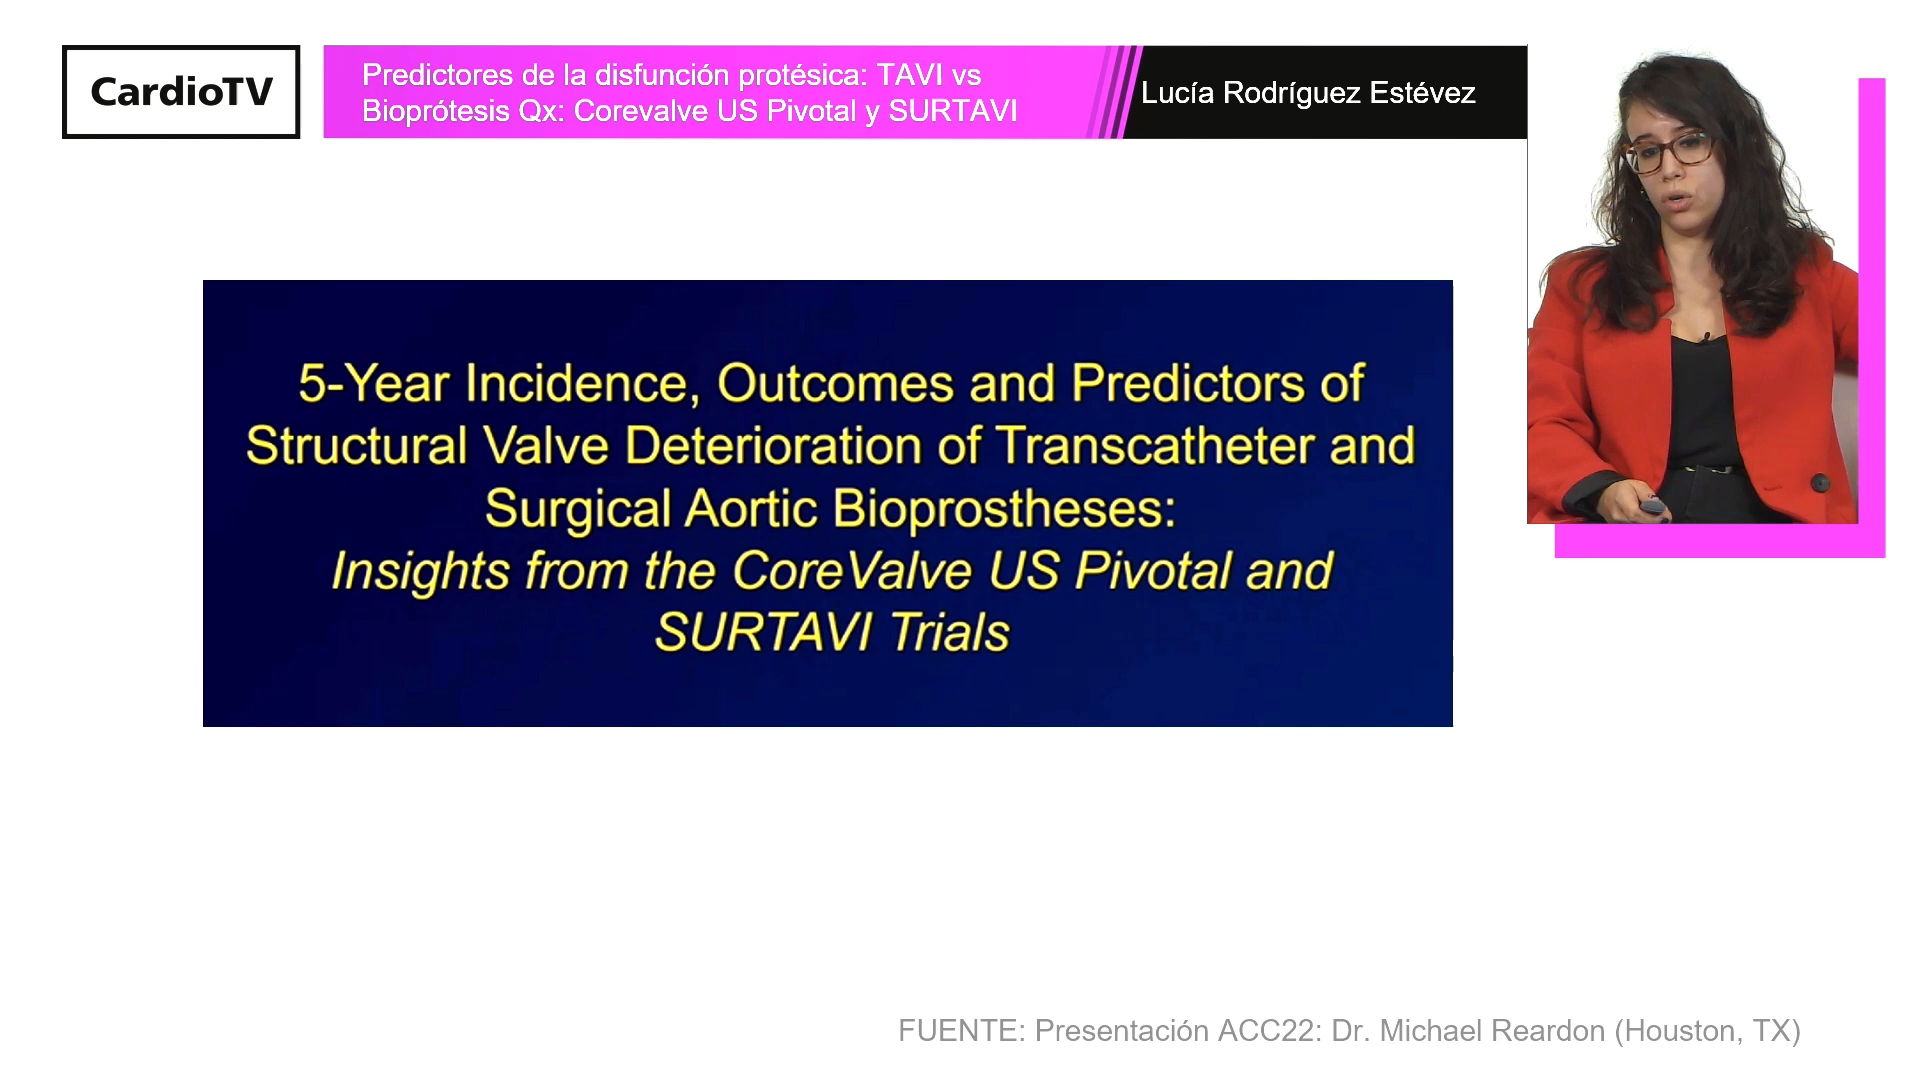 CardioTV
Predictores de la disfunción protésica: TAVI vs
Bioprótesis Qx: Corevalve US Pivotal y SURTAVI
Lucía Rodríguez Estévez
5-Year Incidence, Outcomes and Predictors of
Structural Valve Deterioration of Transcatheter and
Surgical Aortic Bioprostheses:
Insights from the CoreValve US Pivotal and
SURTAVI Trials
FUENTE: Presentación ACC22: Dr. Michael Reardon (Houston, TX)